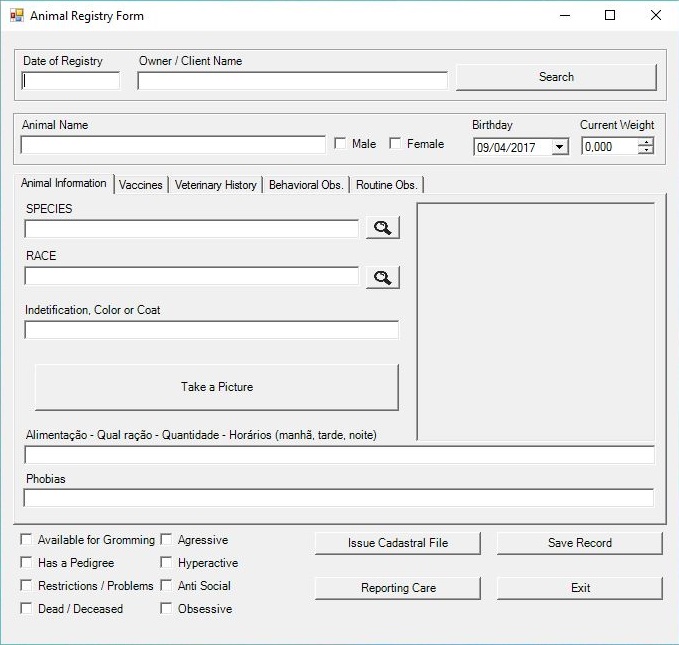 Animal Registry Form
Date of Registry Owner / Client Name
Search
Animal Name
Male Female
Birthday Current Weight
09/04/2017 0,000
Animal Information Vaccines Veterinary History Behavioral Obs. Routine Obs.
SPECIES
RACE
Indetification, Color or Coat
Take a Picture
Alimentação - Qual ração - Quantidade - Horários (manhã, tarde, noite)
Phobias
Available for Gromming Agressive
Has a Pedigree Hyperactive
Restrictions / Problems Anti Social
Dead / Deceased Obsessive
Issue Cadastral File Save Record
Reporting Care Exit